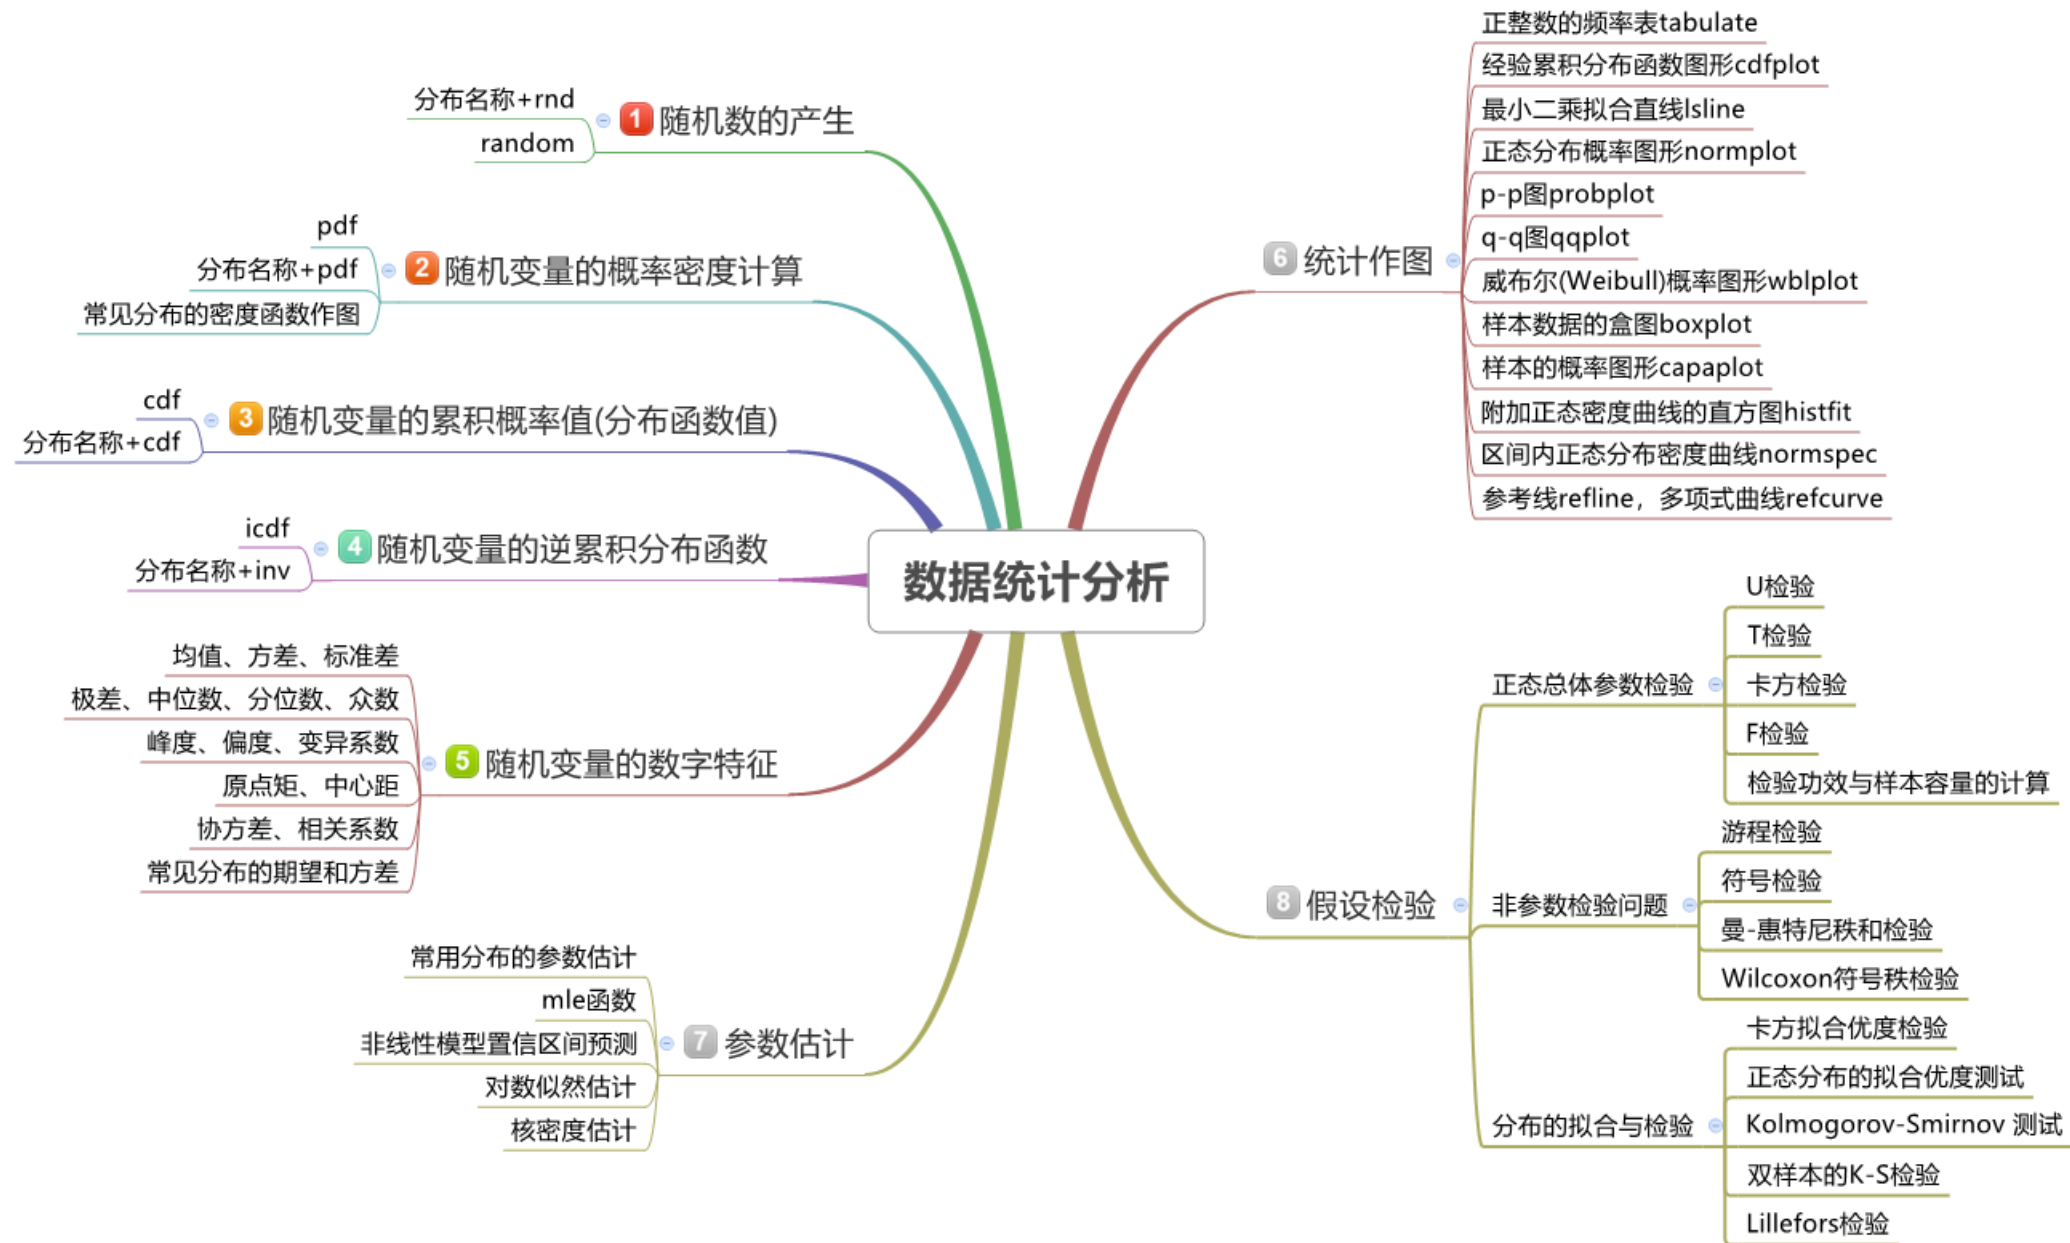 数据统计分析
1 随机数的产生
分布名称+rnd
random
2 随机变量的概率密度计算
pdf
分布名称+pdf
常见分布的密度函数作图
3 随机变量的累积概率值(分布函数值)
cdf
分布名称+cdf
4 随机变量的逆累积分布函数
icdf
分布名称+inv
5 随机变量的数字特征
均值、方差、标准差
极差、中位数、分位数、众数
峰度、偏度、变异系数
原点矩、中心距
协方差、相关系数
常见分布的期望和方差
6 统计作图
正整数的频率表tabulate
经验累积分布函数图形cdfplot
最小二乘拟合直线lsline
正态分布概率图形normplot
p-p图probplot
q-q图qqplot
威布尔(Weibull)概率图形wblplot
样本数据的盒图boxplot
样本的概率图形capaplot
附加正态密度曲线的直方图histfit
区间内正态分布密度曲线normspec
参考线refline，多项式曲线refcurve
7 参数估计
常用分布的参数估计
mle函数
非线性模型置信区间预测
对数似然估计
核密度估计
8 假设检验
正态总体参数检验
U检验
T检验
卡方检验
F检验
检验功效与样本容量的计算
非参数检验问题
游程检验
符号检验
曼-惠特尼秩和检验
Wilcoxon符号秩检验
分布的拟合与检验
卡方拟合优度检验
正态分布的拟合优度测试
Kolmogorov-Smirnov 测试
双样本的K-S检验
Lillefors检验